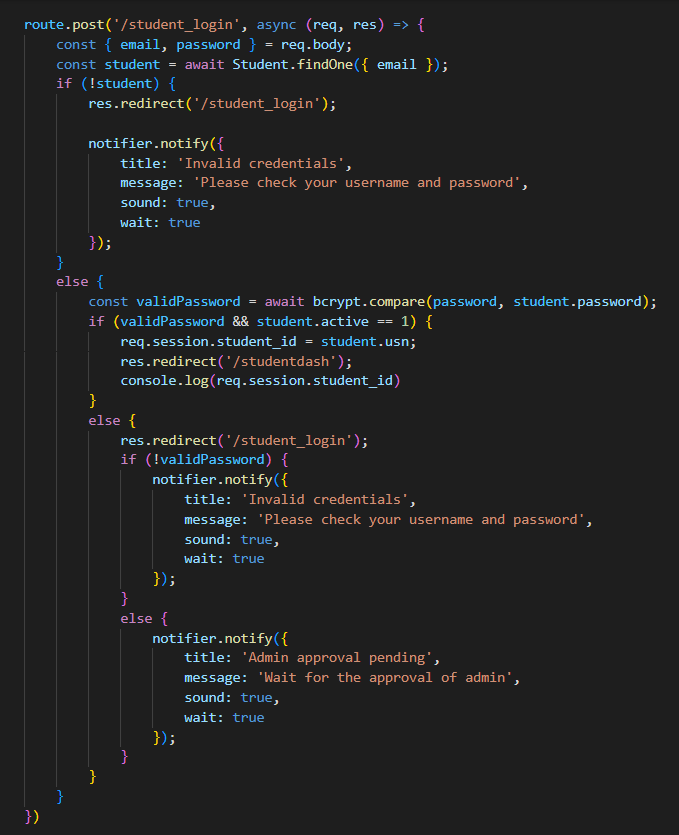 route.post('/student_login', async (req, res) => {
    const { email, password } = req.body;
    const student = await Student.findOne({ email });
    if (!student) {
        res.redirect('/student_login');

        notifier.notify({
            title: 'Invalid credentials',
            message: 'Please check your username and password',
            sound: true,
            wait: true
        });
    }
    else {
        const validPassword = await bcrypt.compare(password, student.password);
        if (validPassword && student.active == 1) {
            req.session.student_id = student.usn;
            res.redirect('/studentdash');
            console.log(req.session.student_id)
        }
        else {
            res.redirect('/student_login');
            if (!validPassword) {
                notifier.notify({
                    title: 'Invalid credentials',
                    message: 'Please check your username and password',
                    sound: true,
                    wait: true
                });
            }
            else {
                notifier.notify({
                    title: 'Admin approval pending',
                    message: 'Wait for the approval of admin',
                    sound: true,
                    wait: true
                });
            }
        }
    }
})